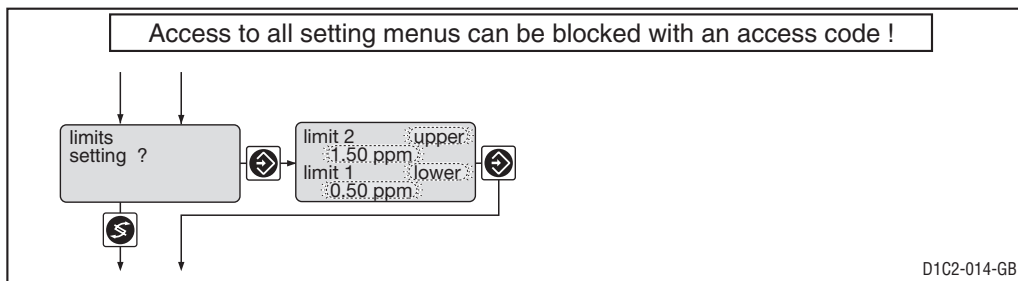 Access to all setting menus can be blocked with an access code !
limits
setting ?
limit 2 upper
1.50 ppm
limit 1 lower
0.50 ppm
D1C2-014-GB